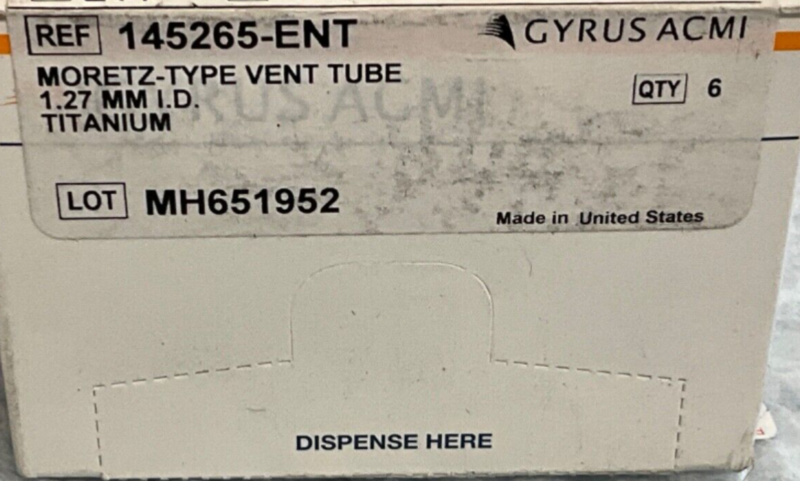 REF 145265-ENT GYRUS ACMI
MORETZ-TYPE VENT TUBE
1.27 MM I.D.
TITANIUM
QTY 6
LOT MH651952
Made in United States
DISPENSE HERE